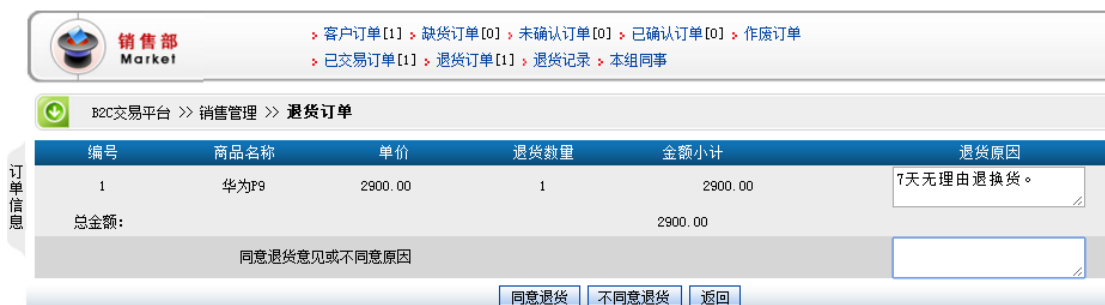 销售部
Market
客户订单[1] 缺货订单[0] 未确认订单[0] 已确认订单[0] 作废订单
已交易订单[1] 退货订单[1] 退货记录 本组同事
B2C交易平台 >> 销售管理 >> 退货订单
订单信息
编号 商品名称 单价 退货数量 金额小计 退货原因
1 华为P9 2900.00 1 2900.00 7天无理由退换货。
总金额: 2900.00
同意退货意见或不同意原因
同意退货 不同意退货 返回